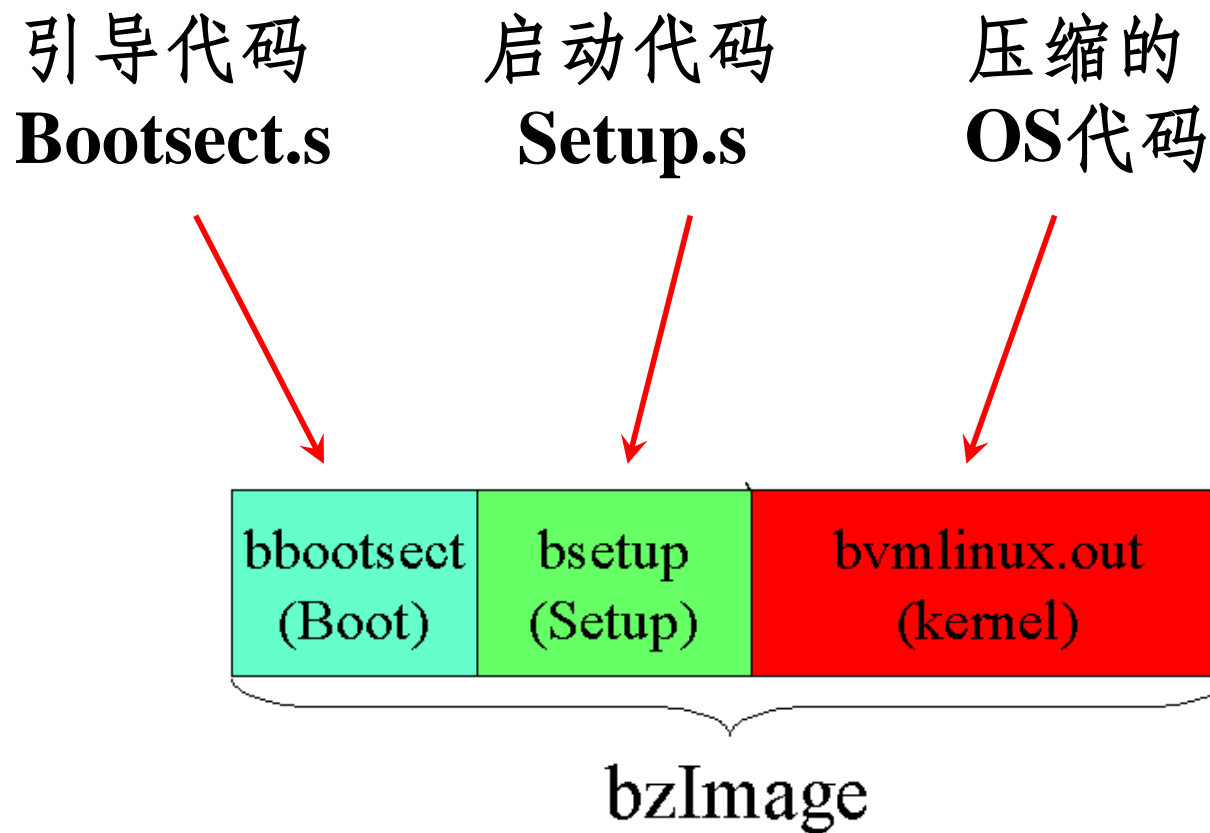 引导代码
Bootsect.s
启动代码
Setup.s
压缩的
OS代码
bbootsect
(Boot)
bsetup
(Setup)
bvmlinux.out
(kernel)
bzImage